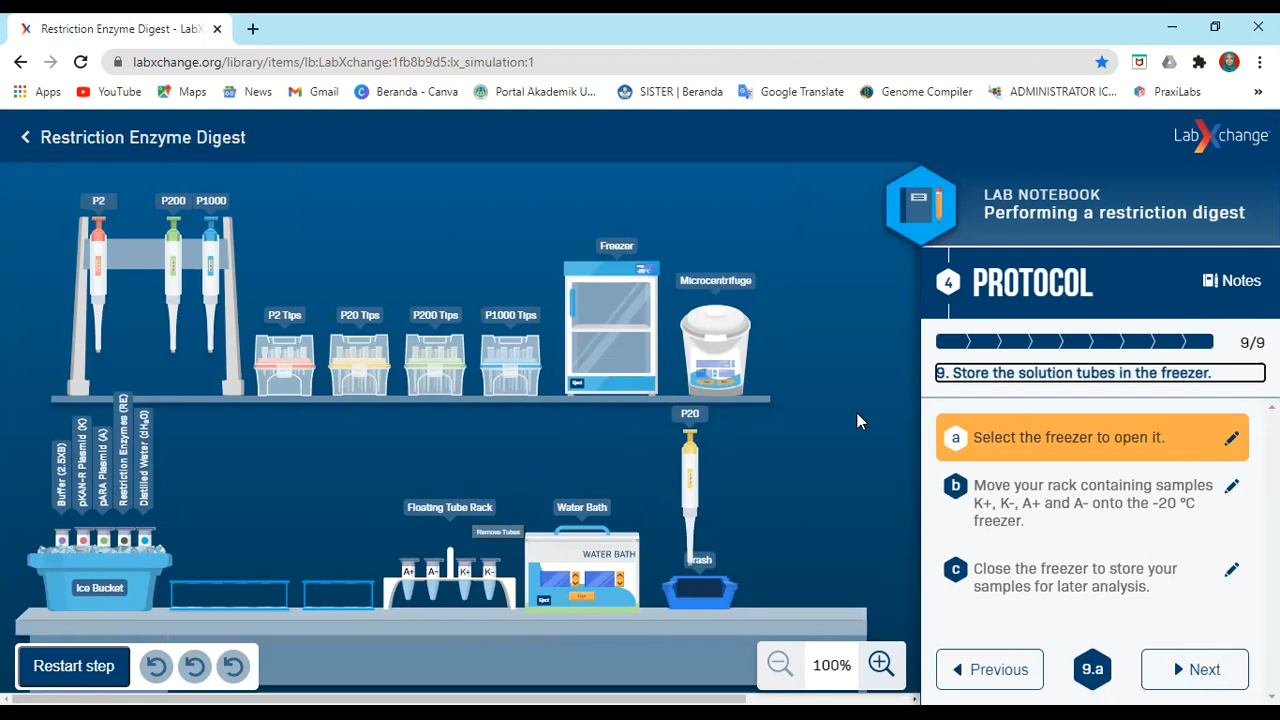 Restriction Enzyme Digest - LabX
labxchange.org/library/items/lb:LabXchange:1fb8b9d5:lx_simulation:1
Apps YouTube Maps News Gmail Beranda - Canva Portal Akademik U... SISTER | Beranda Google Translate Genome Compiler ADMINISTRATOR IC... PraxiLabs »
Restriction Enzyme Digest
LabXchange
LAB NOTEBOOK
Performing a restriction digest
4 PROTOCOL
Notes
9/9
9. Store the solution tubes in the freezer.
a Select the freezer to open it.
b Move your rack containing samples
K+, K-, A+ and A- onto the -20 °C
freezer.
c Close the freezer to store your
samples for later analysis.
Previous
9.a
Next
P2
P200
P1000
P2 Tips
P20 Tips
P200 Tips
P1000 Tips
Freezer
Eject
Microcentrifuge
P20
Buffer (2.5XB)
pKAN-R Plasmid (K)
pARA Plasmid (A)
Restriction Enzymes (RE)
Distilled Water (dH₂O)
Ice Bucket
Floating Tube Rack
Remove Tubes
A+
A-
K+
K-
Water Bath
WATER BATH
Eject
Restart step
100%